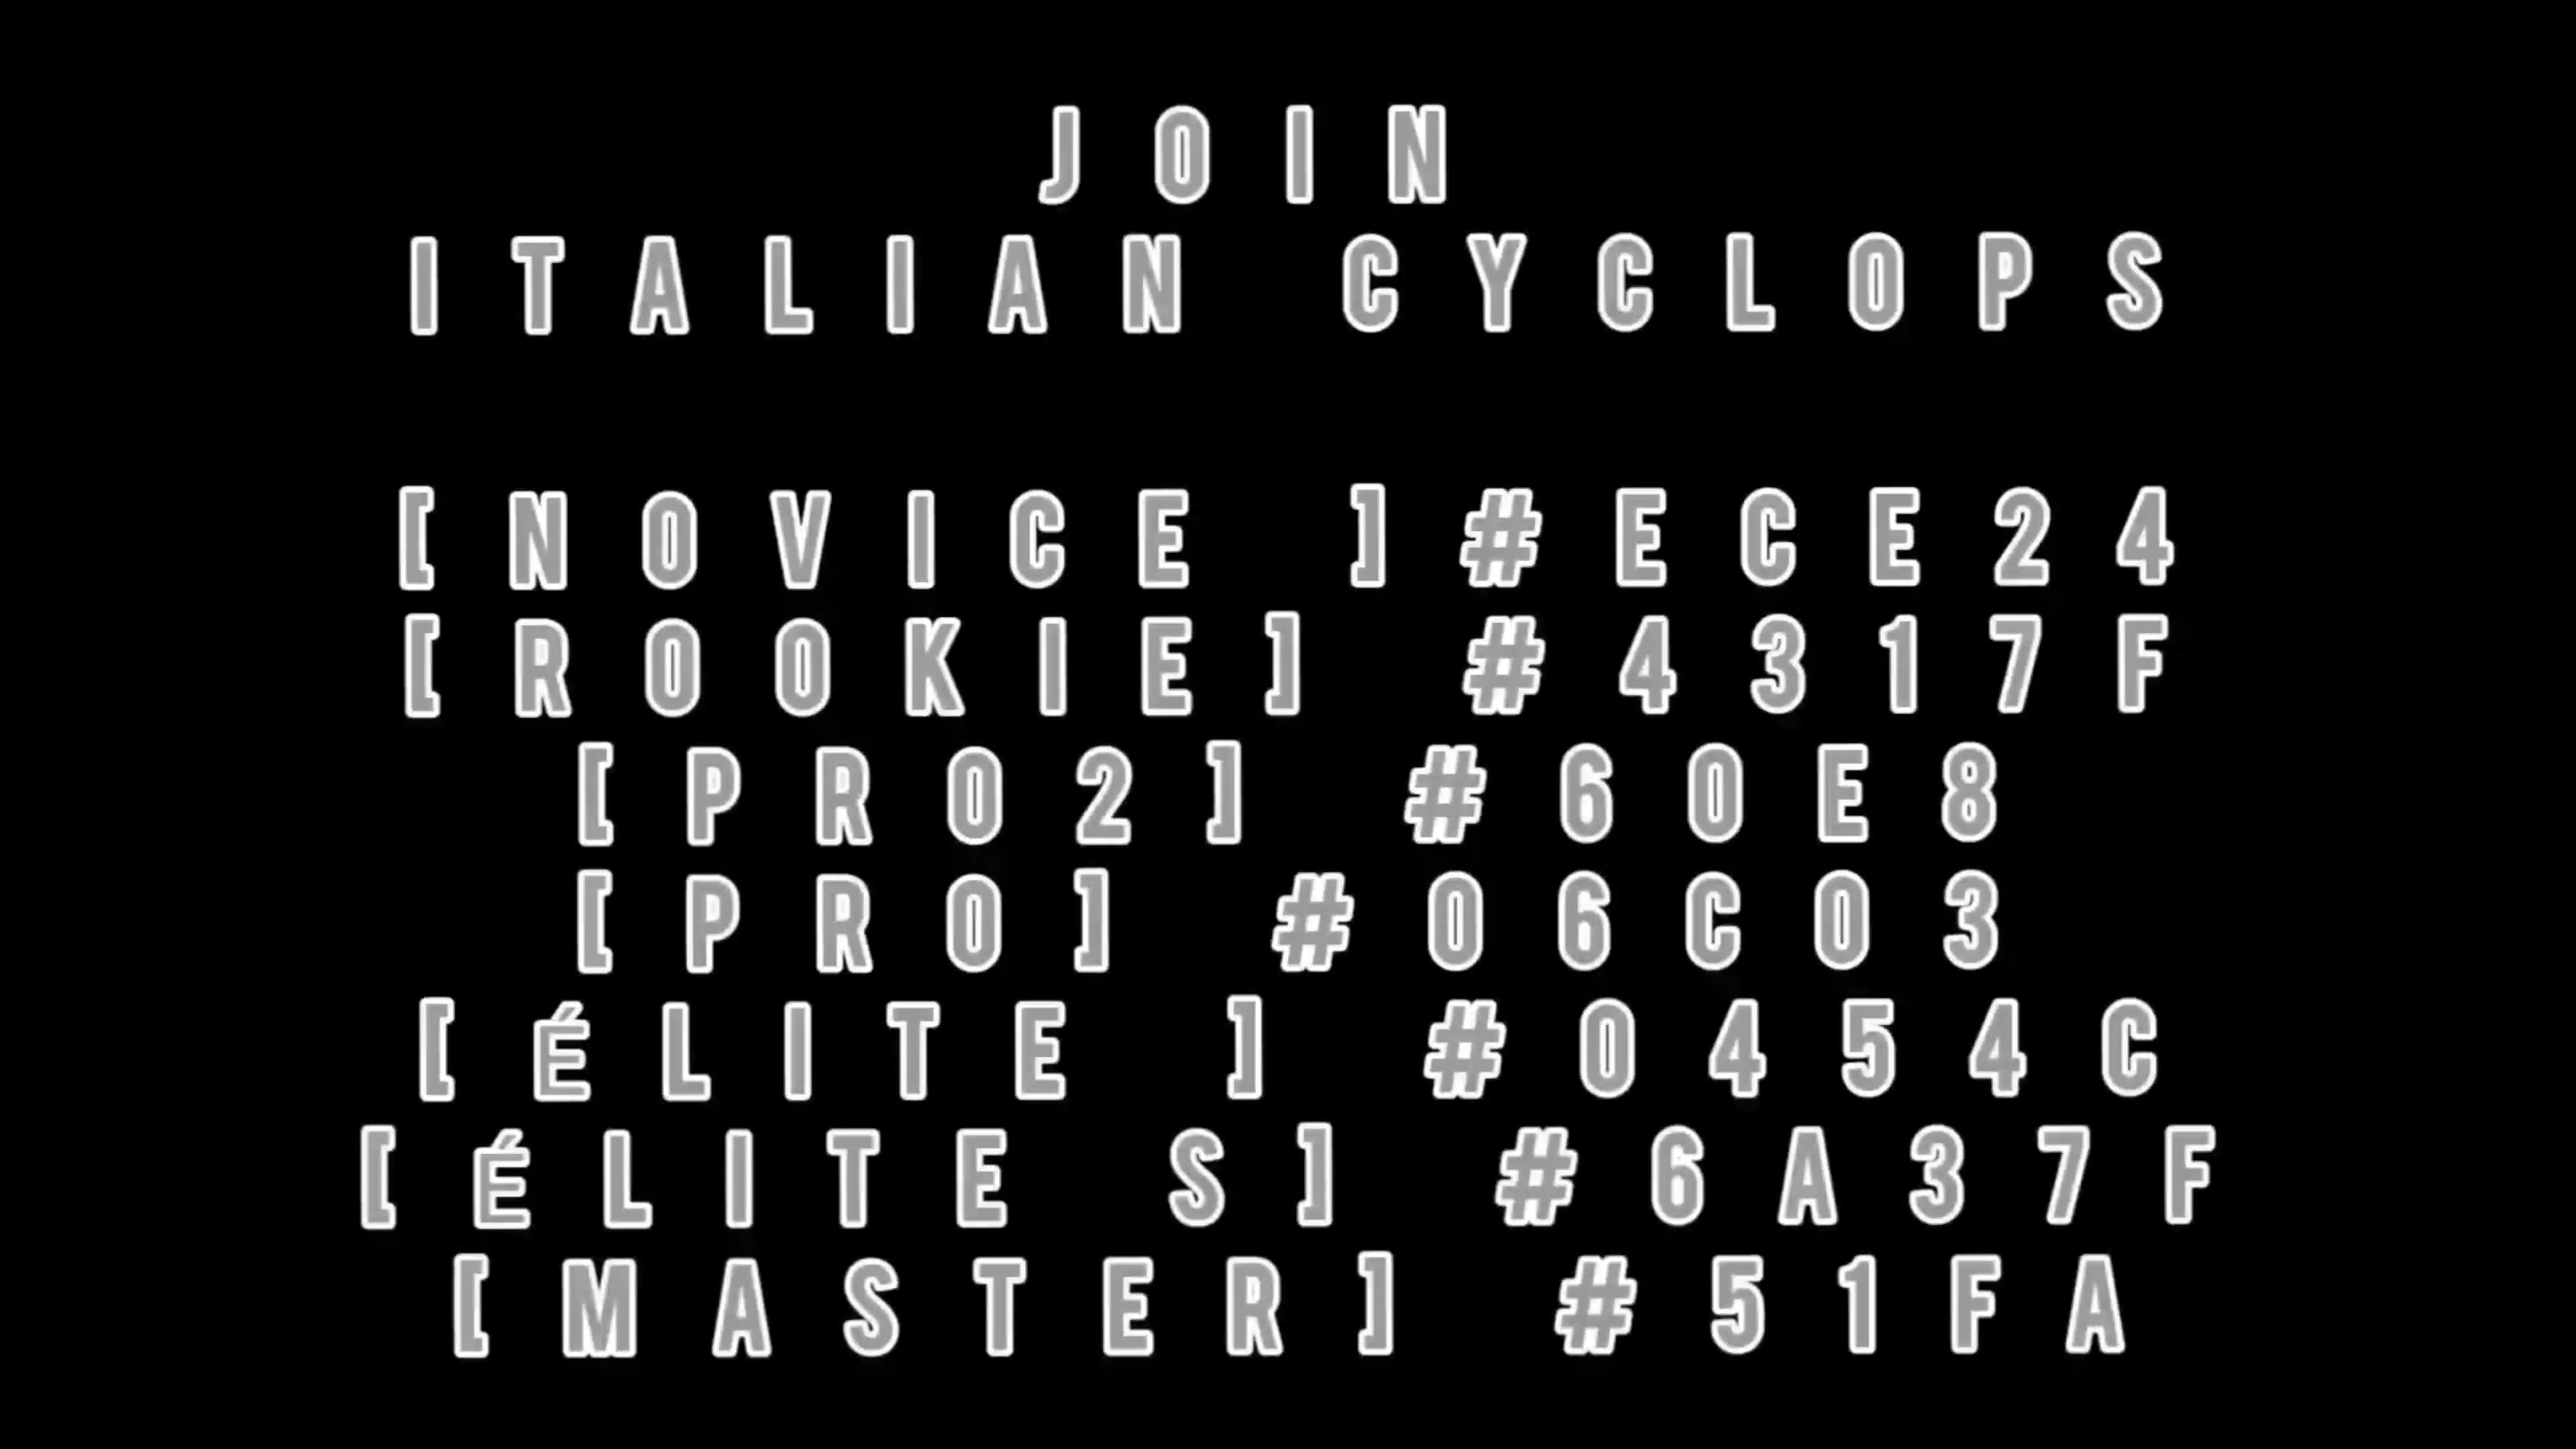 JOIN
ITALIAN CYCLOPS
[NOVICE ]#ECE24
[ROOKIE] #4317F
[PRO2] #60E8
[PRO] #06C03
[ÉLITE ] #0454C
[ÉLITE S] #6A37F
[MASTER] #51FA